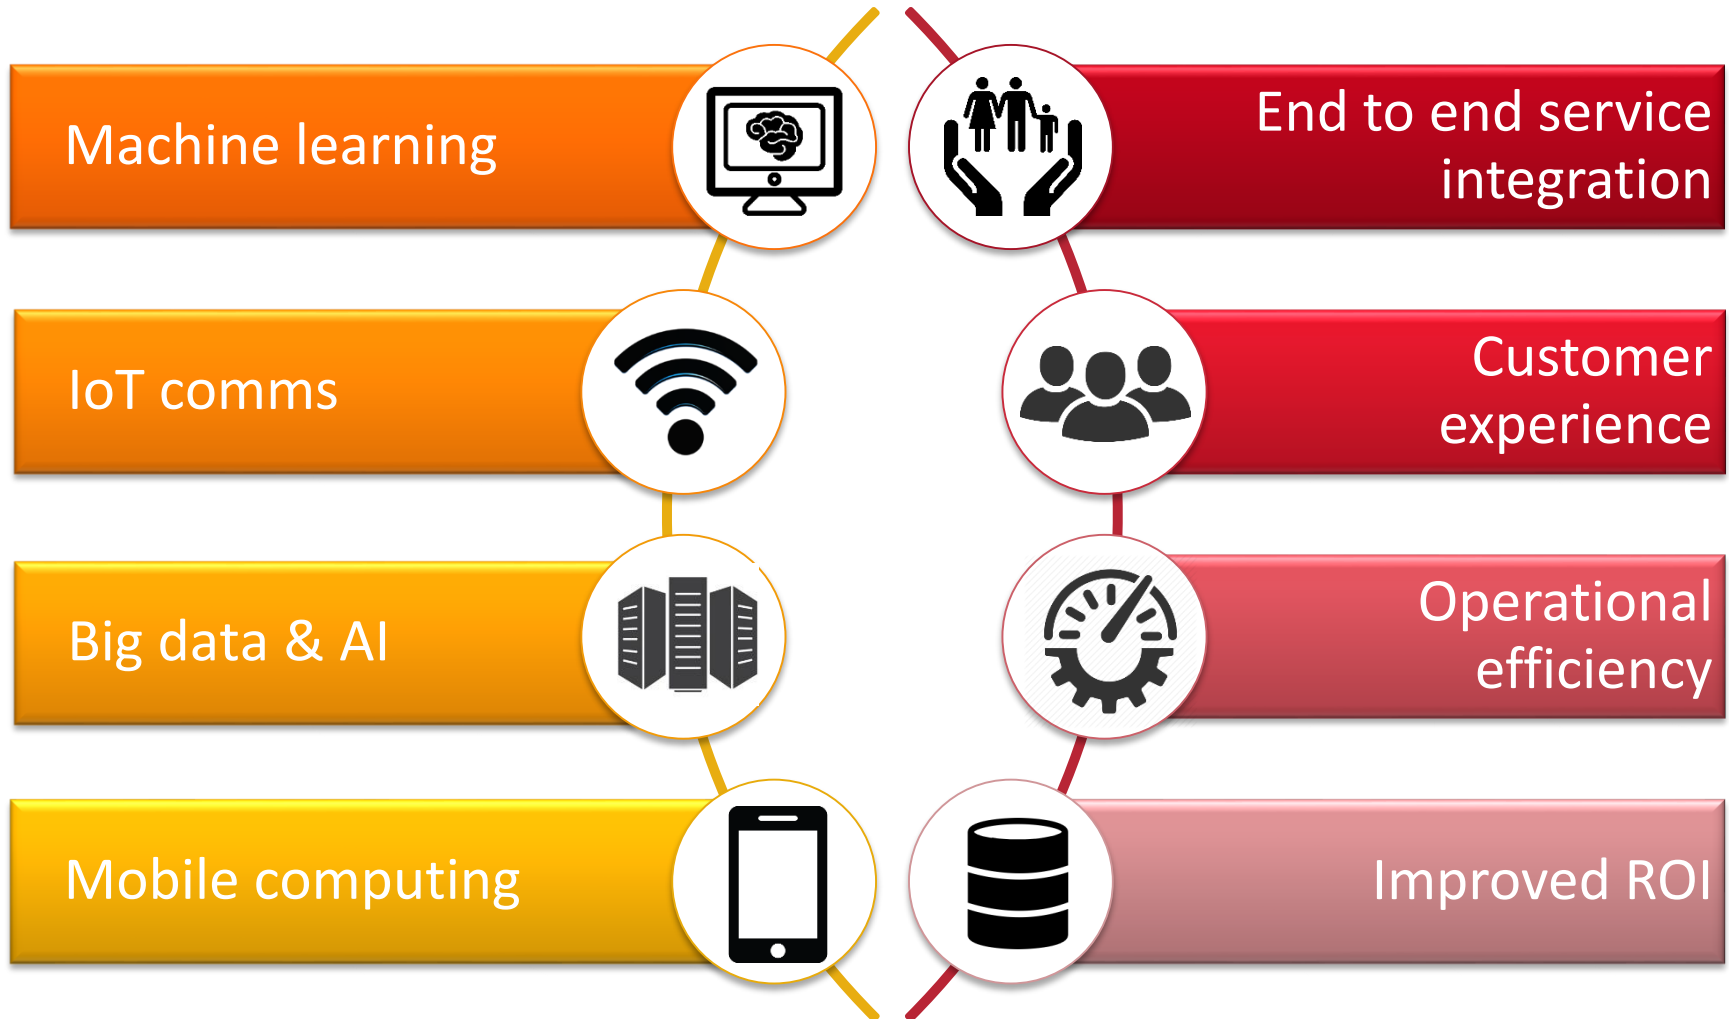 Machine learning
IoT comms
Big data & AI
Mobile computing
End to end service
integration
Customer
experience
Operational
efficiency
Improved ROI